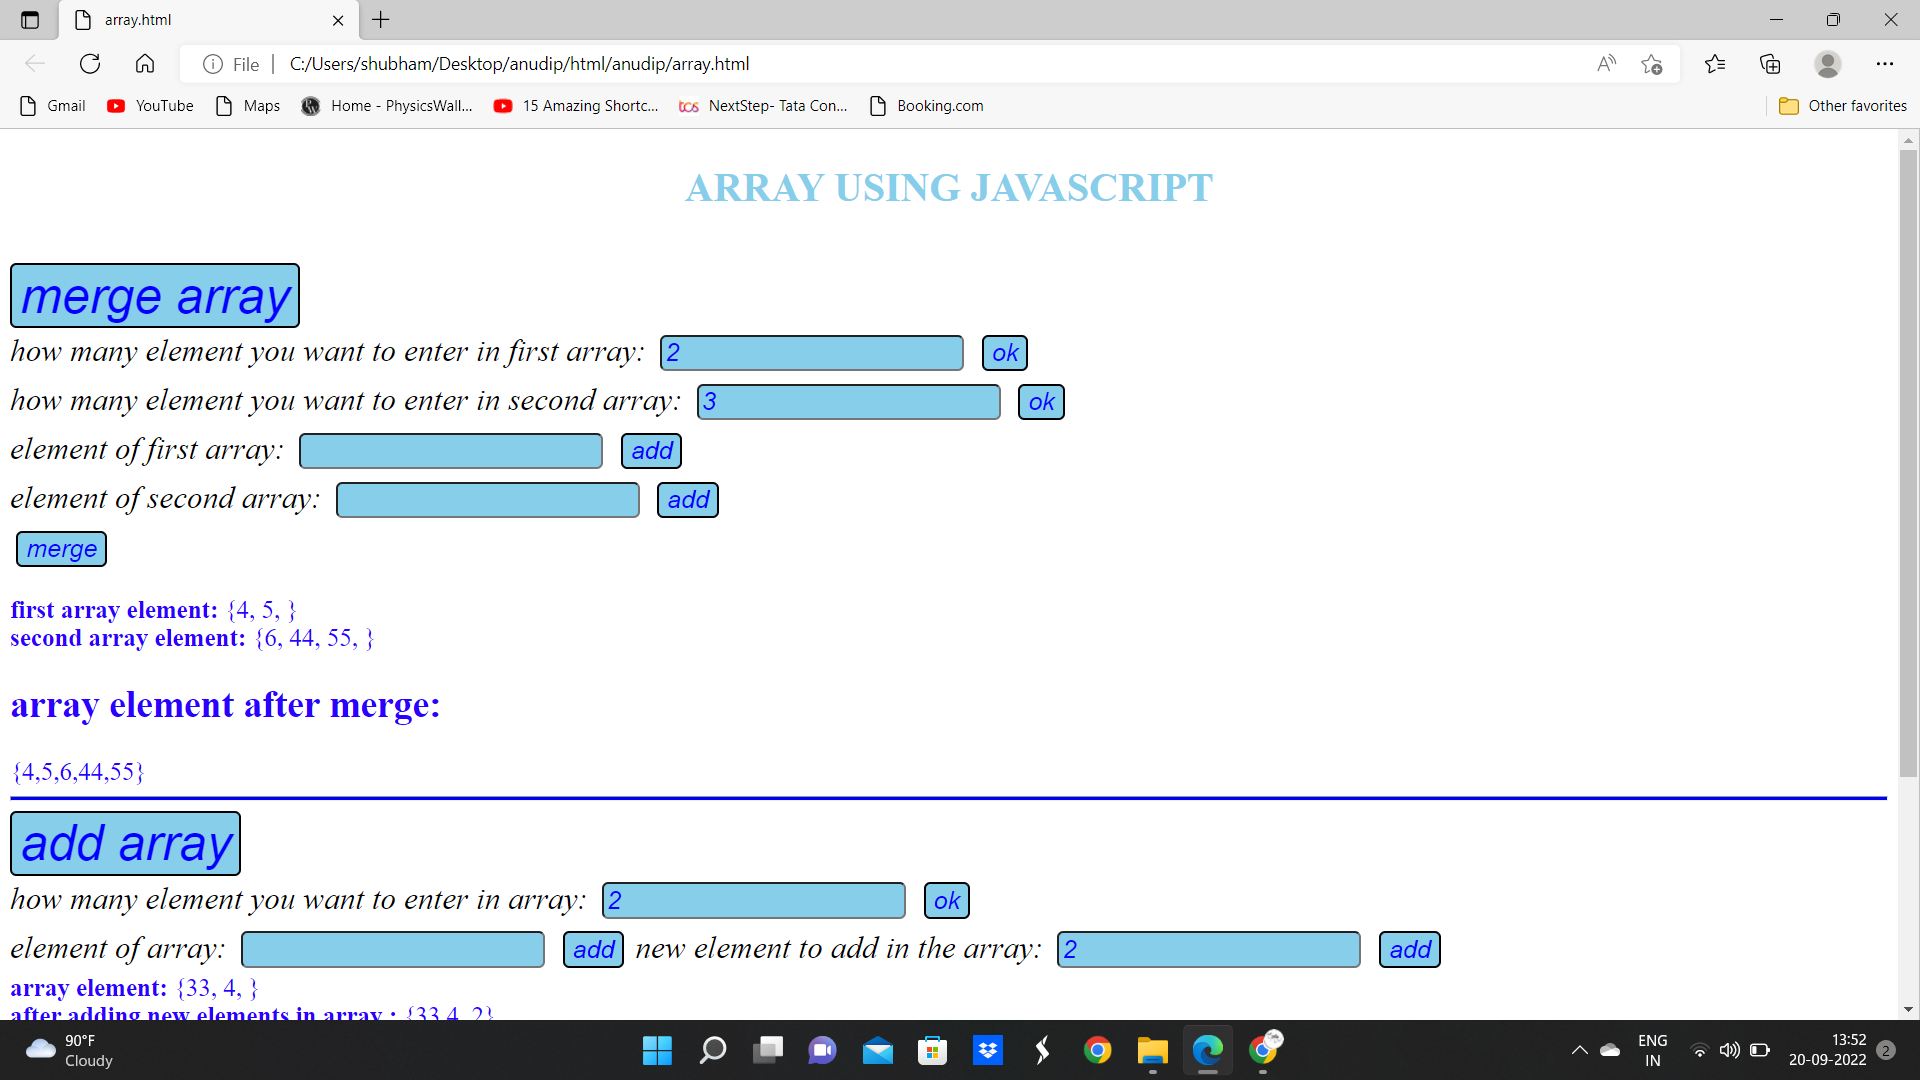 array.html
File | C:/Users/shubham/Desktop/anudip/html/anudip/array.html
Gmail YouTube Maps Home - PhysicsWall... 15 Amazing Shortc... tcs NextStep- Tata Con... Booking.com Other favorites
ARRAY USING JAVASCRIPT
merge array
how many element you want to enter in first array: 2 ok
how many element you want to enter in second array: 3 ok
element of first array: add
element of second array: add
merge
first array element: {4, 5, }
second array element: {6, 44, 55, }
array element after merge:
{4,5,6,44,55}
add array
how many element you want to enter in array: 2 ok
element of array: add new element to add in the array: 2 add
array element: {33, 4, }
after adding new elements in array : {33,4, 2}
90°F
Cloudy
ENG
IN
13:52
20-09-2022
2